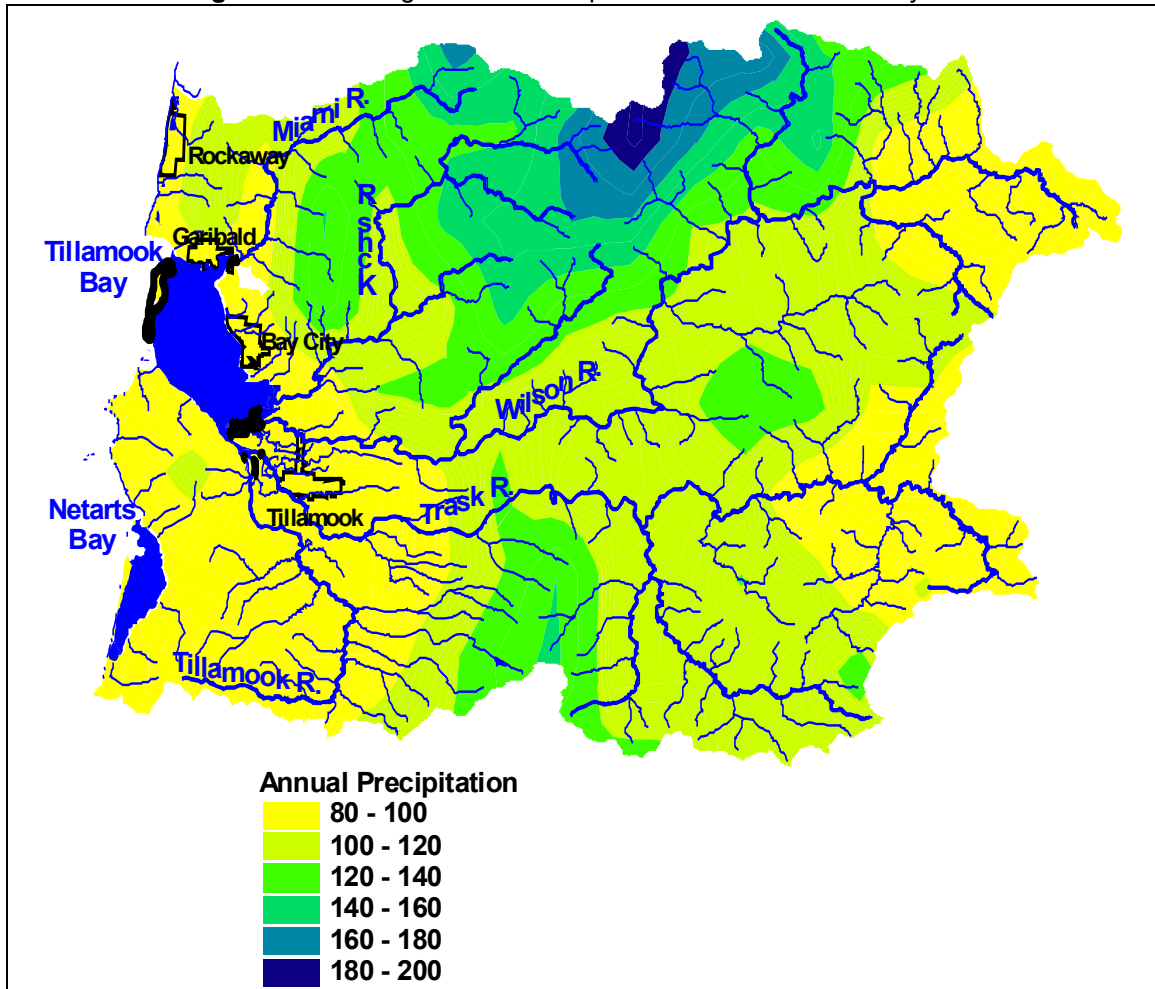 Miami R.
Rockaway
R s h c k
Garibald
Tillamook
Bay
Bay City
Wilson R.
Trask R.
Netarts
Bay
Tillamook
Tillamook R.
Annual Precipitation
80 - 100
100 - 120
120 - 140
140 - 160
160 - 180
180 - 200